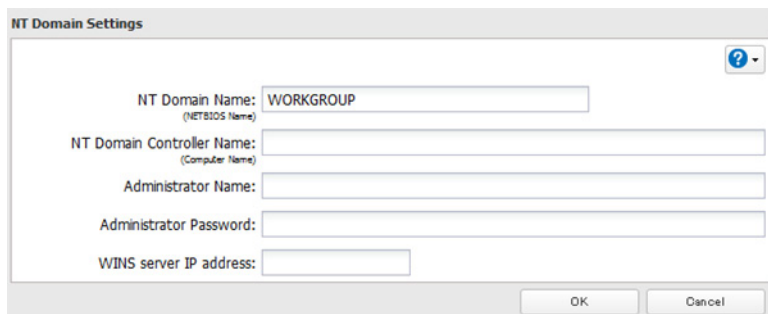 NT Domain Settings
?
NT Domain Name: WORKGROUP
(NETBIOS Name)
NT Domain Controller Name:
(Computer Name)
Administrator Name:
Administrator Password:
WINS server IP address:
OK Cancel